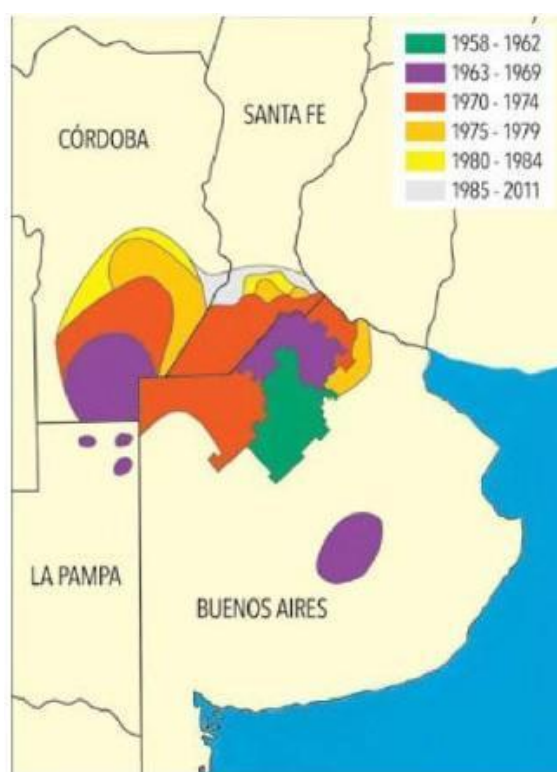 1958 - 1962
1963 - 1969
1970 - 1974
1975 - 1979
1980 - 1984
1985 - 2011
SANTA FE
CÓRDOBA
LA PAMPA
BUENOS AIRES